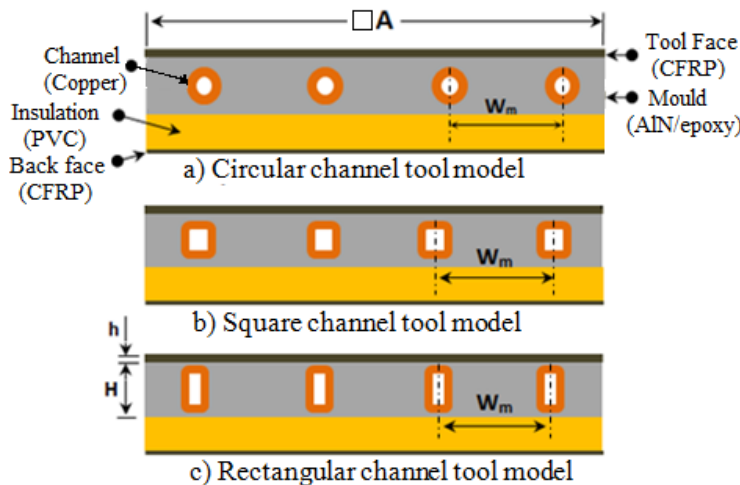 □A
Channel
(Copper)
Tool Face
(CFRP)
Mould
(AlN/epoxy)
Insulation
(PVC)
Back face
(CFRP)
Wm
a) Circular channel tool model
Wm
b) Square channel tool model
h
H
Wm
c) Rectangular channel tool model